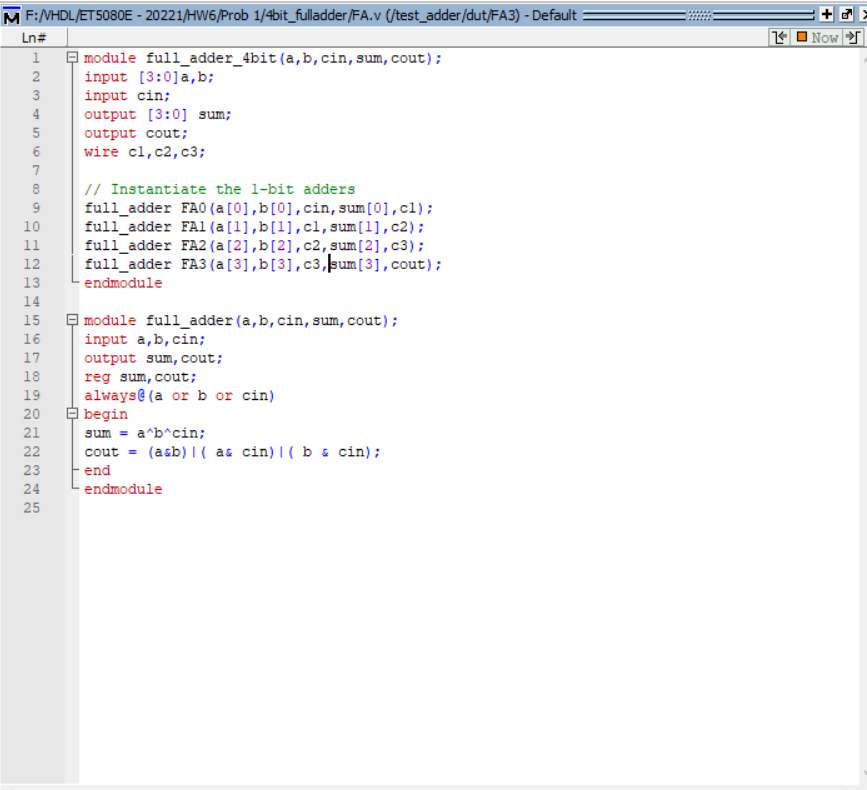 F:/VHDL/ET5080E - 20221/HW6/Prob 1/4bit_fulladder/FA.v (/test_adder/dut/FA3) - Default
Ln#
Now
1 module full_adder_4bit(a,b,cin,sum,cout);
2 input [3:0]a,b;
3 input cin;
4 output [3:0] sum;
5 output cout;
6 wire c1,c2,c3;
7
8 // Instantiate the 1-bit adders
9 full_adder FA0(a[0],b[0],cin,sum[0],c1);
10 full_adder FA1(a[1],b[1],c1,sum[1],c2);
11 full_adder FA2(a[2],b[2],c2,sum[2],c3);
12 full_adder FA3(a[3],b[3],c3,sum[3],cout);
13 endmodule
14
15 module full_adder(a,b,cin,sum,cout);
16 input a,b,cin;
17 output sum,cout;
18 reg sum,cout;
19 always@(a or b or cin)
20 begin
21 sum = a^b^cin;
22 cout = (a&b)|( a& cin)|( b & cin);
23 end
24 endmodule
25